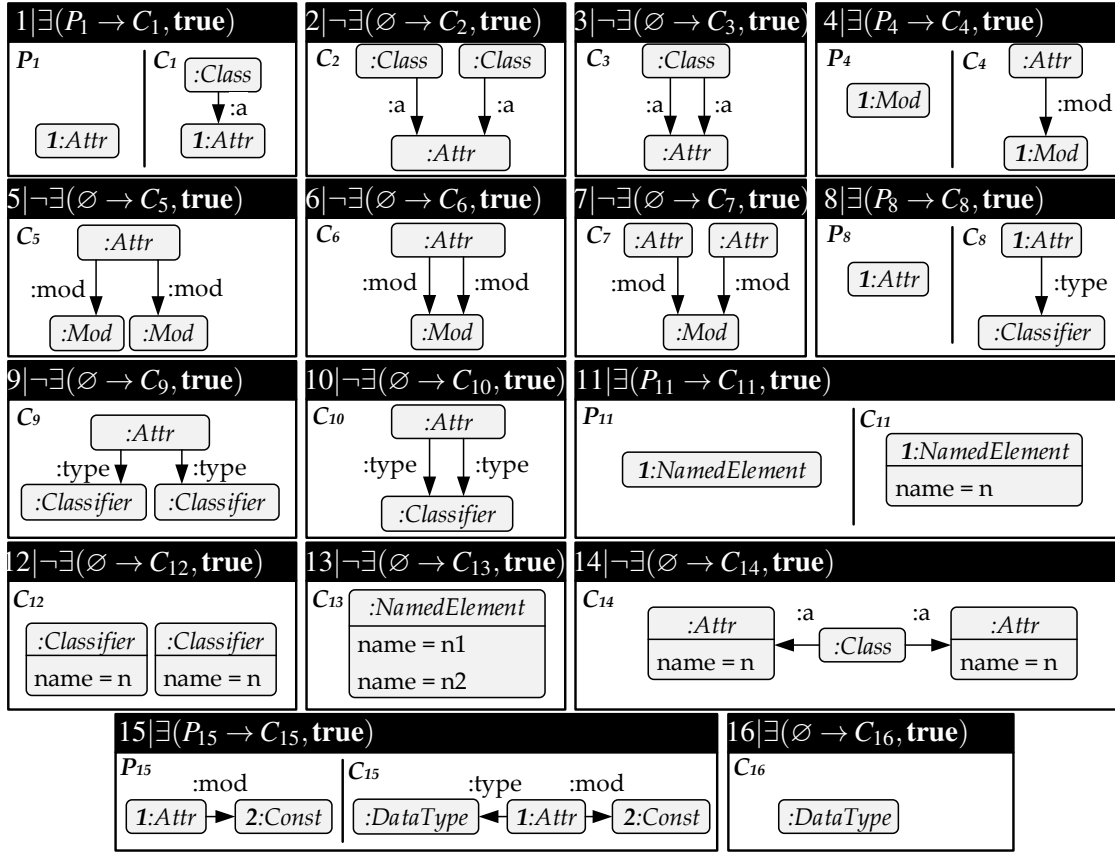 1|∃(P₁ → C₁, true)
P₁
C₁
:Class
:a
1:Attr
1:Attr
2|¬∃(∅ → C₂, true)
C₂
:Class
:Class
:a
:a
:Attr
3|¬∃(∅ → C₃, true)
C₃
:Class
:a
:a
:Attr
4|∃(P₄ → C₄, true)
P₄
C₄
:Attr
1:Mod
:mod
1:Mod
5|¬∃(∅ → C₅, true)
C₅
:Attr
:mod
:mod
:Mod
:Mod
6|¬∃(∅ → C₆, true)
C₆
:Attr
:mod
:mod
:Mod
7|¬∃(∅ → C₇, true)
C₇
:Attr
:Attr
:mod
:mod
:Mod
8|∃(P₈ → C₈, true)
P₈
C₈
1:Attr
1:Attr
:type
:Classifier
9|¬∃(∅ → C₉, true)
C₉
:Attr
:type
:type
:Classifier
:Classifier
10|¬∃(∅ → C₁₀, true)
C₁₀
:Attr
:type
:type
:Classifier
11|∃(P₁₁ → C₁₁, true)
P₁₁
C₁₁
1:NamedElement
1:NamedElement
name = n
12|¬∃(∅ → C₁₂, true)
C₁₂
:Classifier
:Classifier
name = n
name = n
13|¬∃(∅ → C₁₃, true)
C₁₃
:NamedElement
name = n1
name = n2
14|¬∃(∅ → C₁₄, true)
C₁₄
:a
:a
:Attr
:Class
:Attr
name = n
name = n
15|∃(P₁₅ → C₁₅, true)
P₁₅
:mod
C₁₅
:type
:mod
1:Attr
2:Const
:DataType
1:Attr
2:Const
16|∃(∅ → C₁₆, true)
C₁₆
:DataType